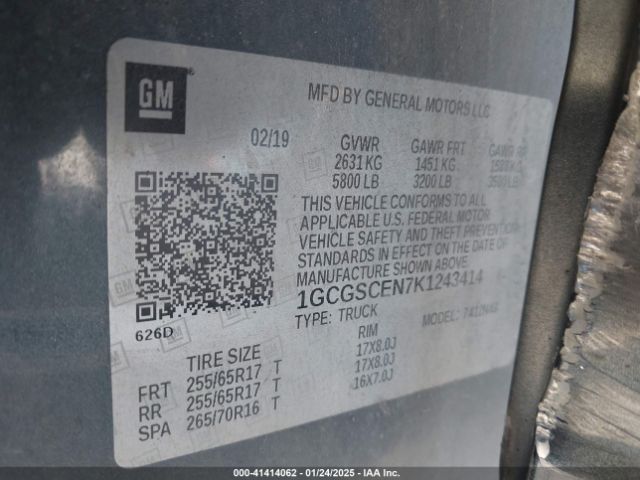 GM
MFD BY GENERAL MOTORS LLC
02/19 GVWR GAWR FRT GAWR RR
2631 KG 1451 KG
5800 LB 3200 LB
THIS VEHICLE CONFORMS TO ALL
APPLICABLE U.S. FEDERAL MOTOR
VEHICLE SAFETY AND THEFT PREVENTION
STANDARDS IN EFFECT ON THE DATE OF
MANUFACTURE SHOWN ABOVE.
1GCGSCEN7K1243414
TYPE: TRUCK MODEL:
626D
TIRE SIZE RIM
FRT 255/65R17 T 17X8.0J
RR 255/65R17 T 17X8.0J
SPA 265/70R16 T 16X7.0J
000-41414062 - 01/24/2025 - IAA Inc.